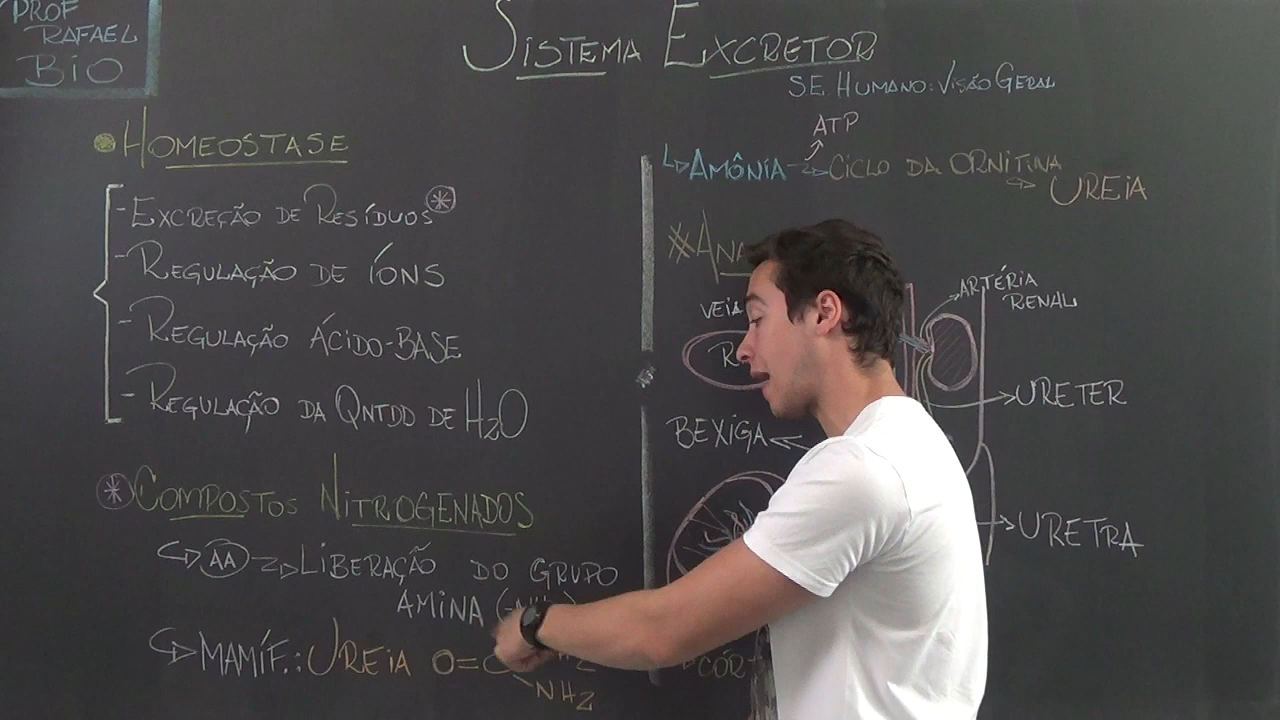 PROF
RAFAEL
BIO
SISTEMA EXCRETOR
S.E. HUMANO: VISÃO GERAL
HOMEOSTASE
- EXCREÇÃO DE RESÍDUOS *
- REGULAÇÃO DE ÍONS
- REGULAÇÃO ÁCIDO-BASE
- REGULAÇÃO DA QNTDD DE H2O
* COMPOSTOS NITROGENADOS
AA → LIBERAÇÃO DO GRUPO
AMINA
MAMÍF.: UREIA O=
NH2
ATP
AMÔNIA → CICLO DA ORNITINA
UREIA
VEIA
ARTÉRIA
RENAL
URETER
BEXIGA
URETRA